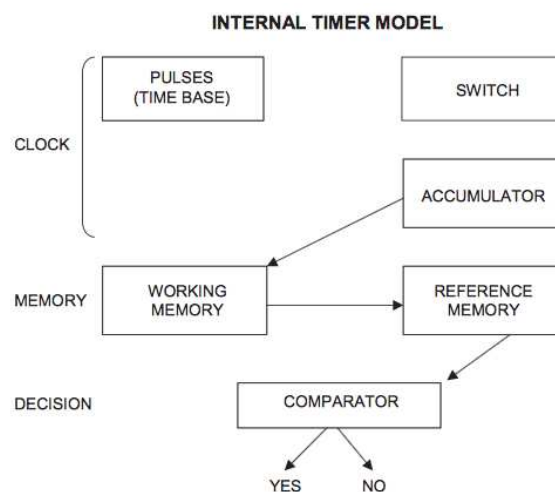 INTERNAL TIMER MODEL
PULSES
(TIME BASE)
SWITCH
CLOCK
ACCUMULATOR
MEMORY
WORKING
MEMORY
REFERENCE
MEMORY
DECISION
COMPARATOR
YES
NO